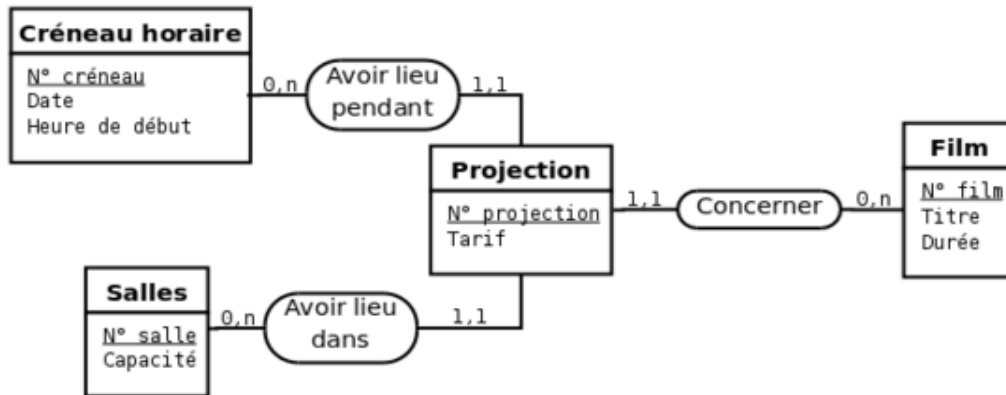 Créneau horaire
N° créneau
Date
Heure de début
0,n
Avoir lieu
pendant
1,1
Projection
N° projection
Tarif
1,1
Concerner
0,n
Film
N° film
Titre
Durée
Salles
N° salle
Capacité
0,n
Avoir lieu
dans
1,1